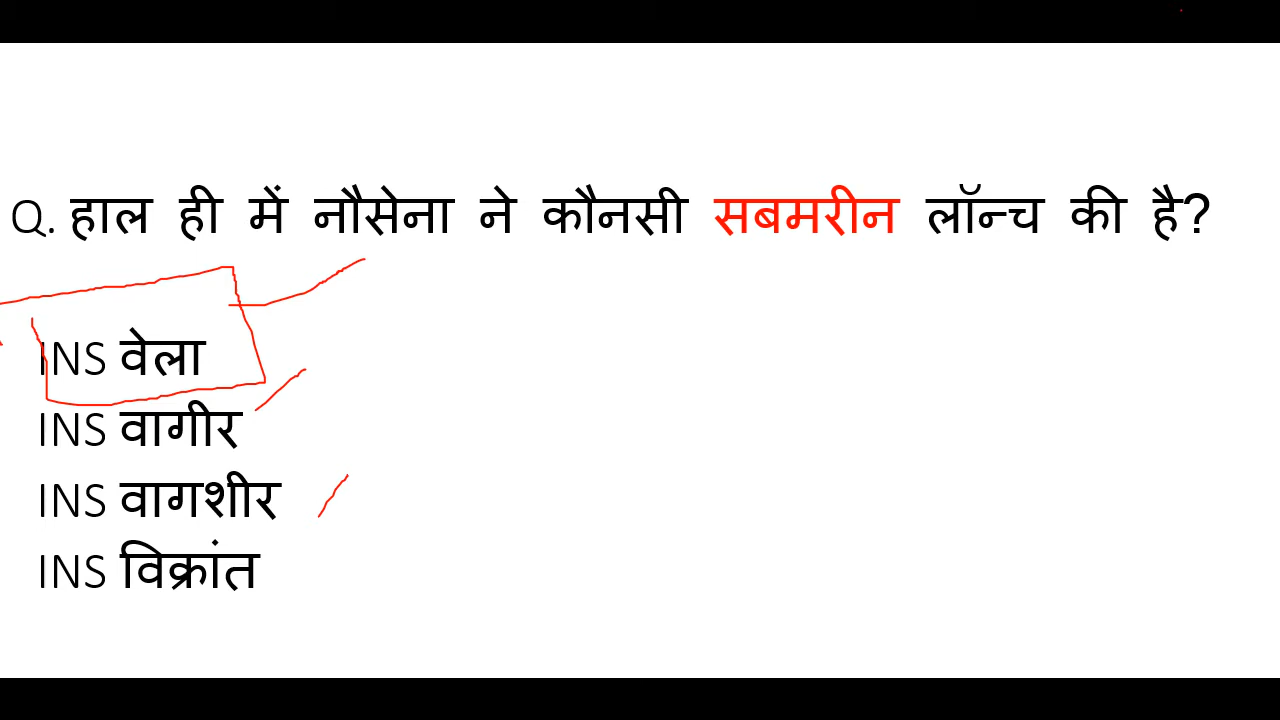 Q. हाल ही में नौसेना ने कौनसी सबमरीन लॉन्च की है?
INS वेला
INS वागीर
INS वागशीर
INS विक्रांत